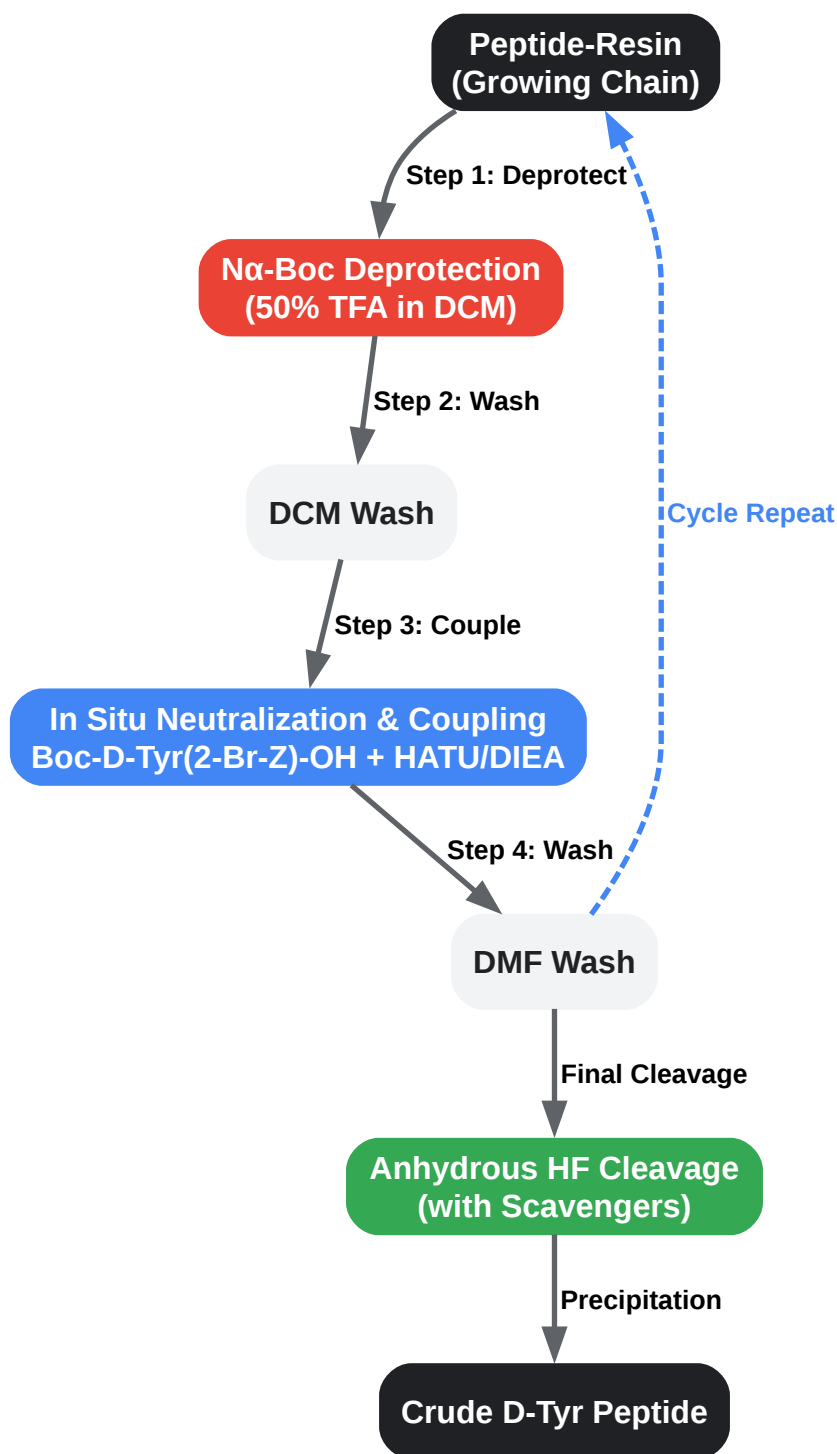 Peptide-Resin
(Growing Chain)
Step 1: Deprotect
Nα-Boc Deprotection
(50% TFA in DCM)
Step 2: Wash
DCM Wash
Cycle Repeat
Step 3: Couple
In Situ Neutralization & Coupling
Boc-D-Tyr(2-Br-Z)-OH + HATU/DIEA
Step 4: Wash
DMF Wash
Final Cleavage
Anhydrous HF Cleavage
(with Scavengers)
Precipitation
Crude D-Tyr Peptide